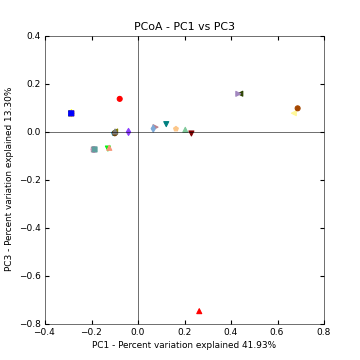 PCoA - PC1 vs PC3
0.4
0.2
0.0
−0.2
−0.4
−0.6
−0.8
PC3 - Percent variation explained 13.30%
−0.4 −0.2 0.0 0.2 0.4 0.6 0.8
PC1 - Percent variation explained 41.93%